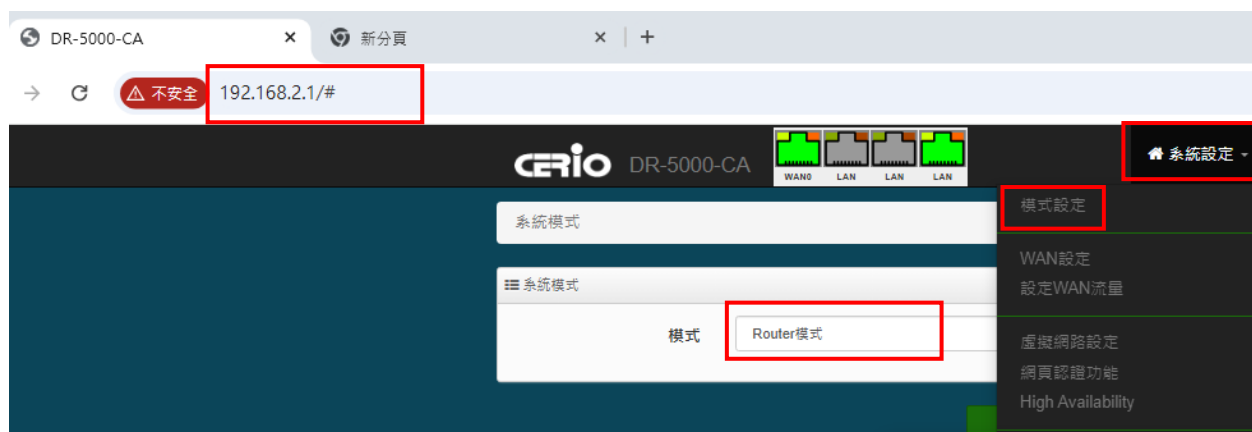 DR-5000-CA
新分頁
不安全 192.168.2.1/#
CERIO DR-5000-CA
WAN0 LAN LAN LAN
系統設定
模式設定
系統模式
WAN設定
設定WAN流量
系統模式
模式 Router模式
虛擬網路設定
網頁認證功能
High Availability